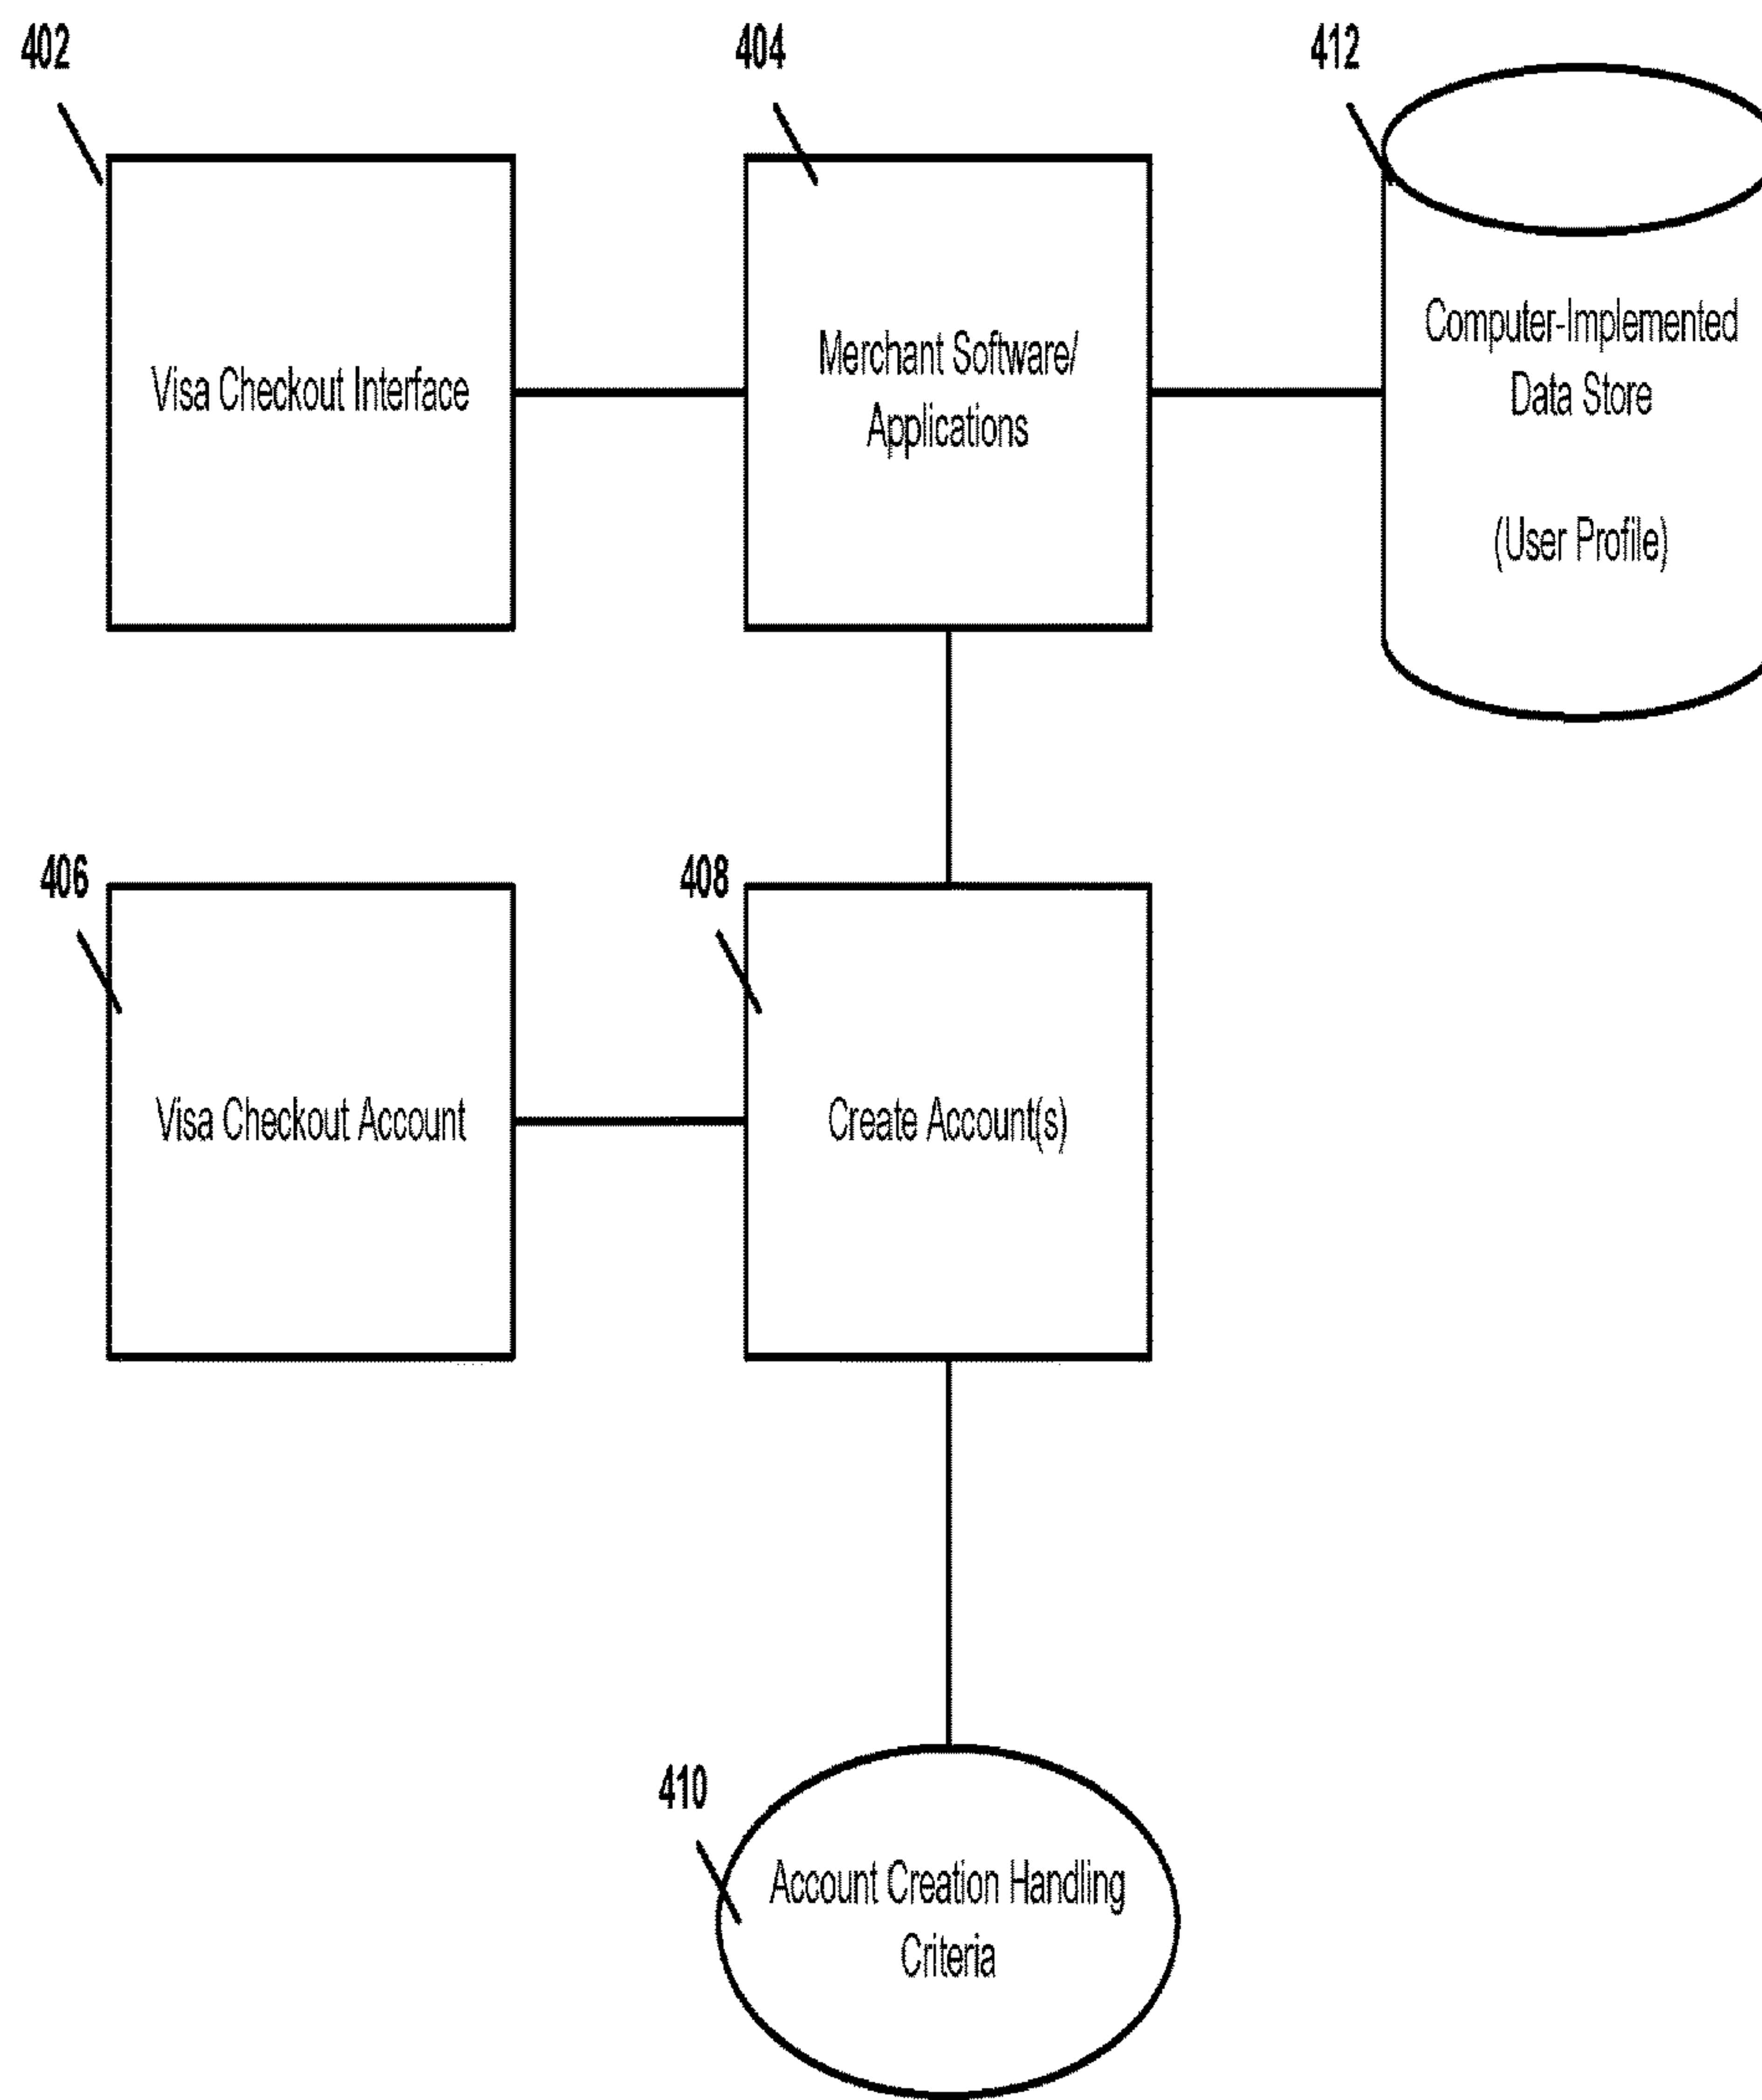 402
404
412
Visa Checkout Interface
Merchant Software/
Applications
Computer-Implemented
Data Store
(User Profile)
406
408
Visa Checkout Account
Create Account(s)
410
Account Creation Handling
Criteria